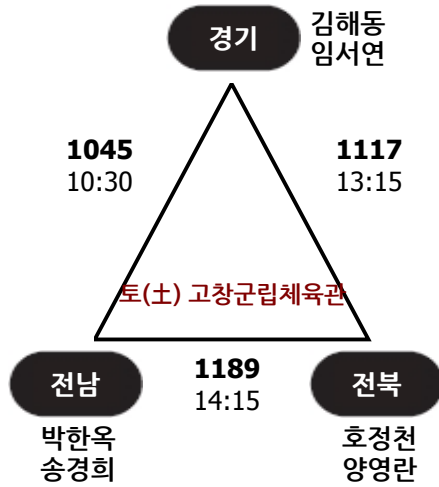 경기
김해동
임서연
1045
10:30
1117
13:15
토(土) 고창군립체육관
전남
1189
14:15
전북
박한옥
송경희
호정천
양영란